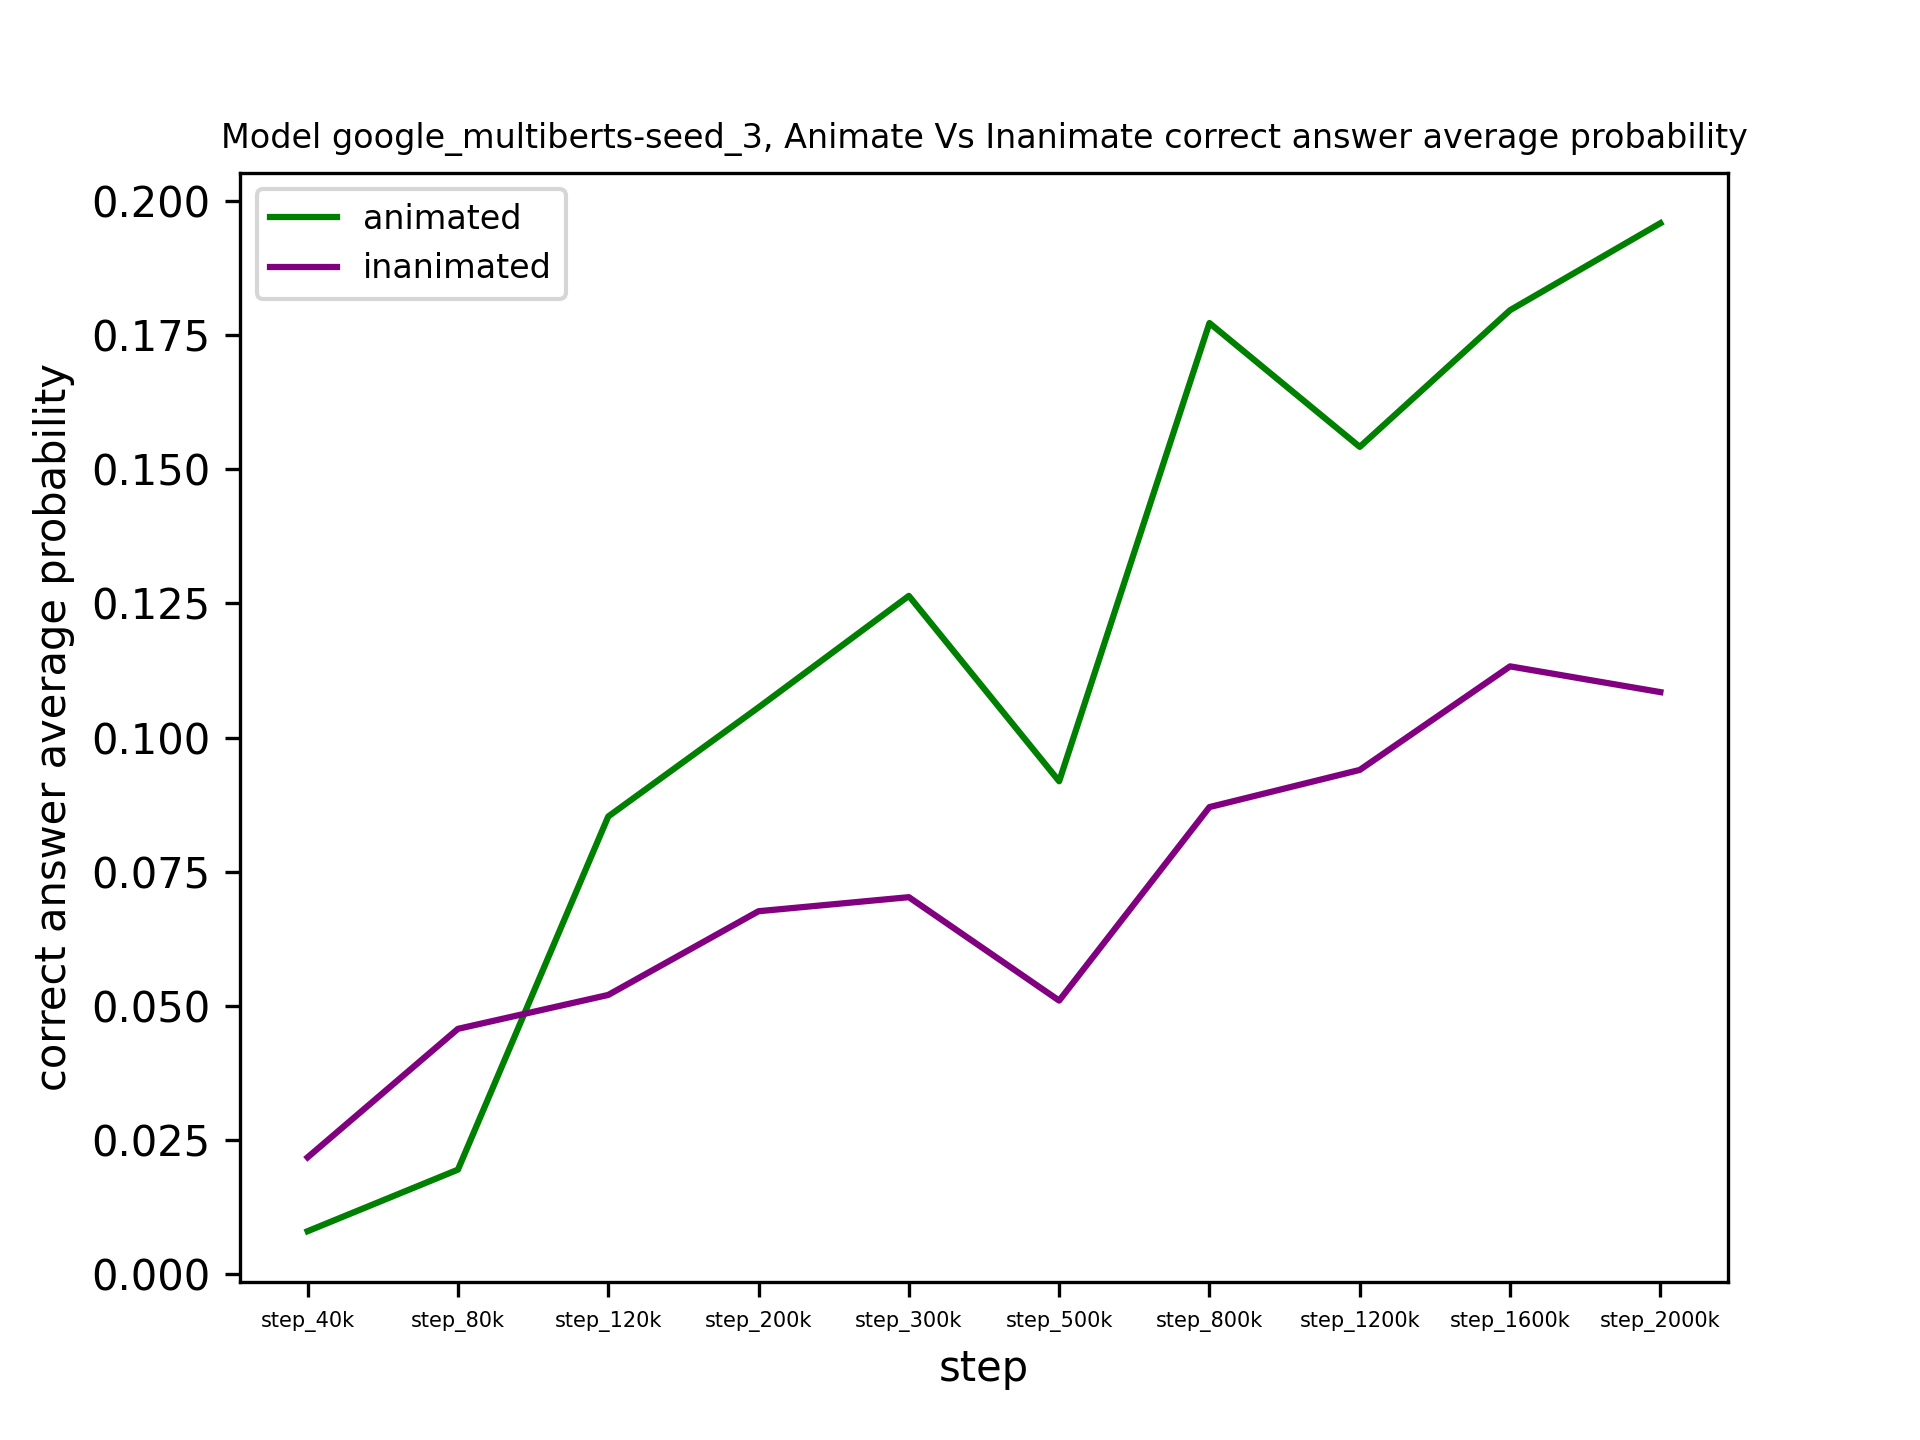 Model google_multiberts-seed_3, Animate Vs Inanimate correct answer average probability
animated
inanimated
correct answer average probability
0.200
0.175
0.150
0.125
0.100
0.075
0.050
0.025
0.000
step_40k step_80k step_120k step_200k step_300k step_500k step_800k step_1200k step_1600k step_2000k
step